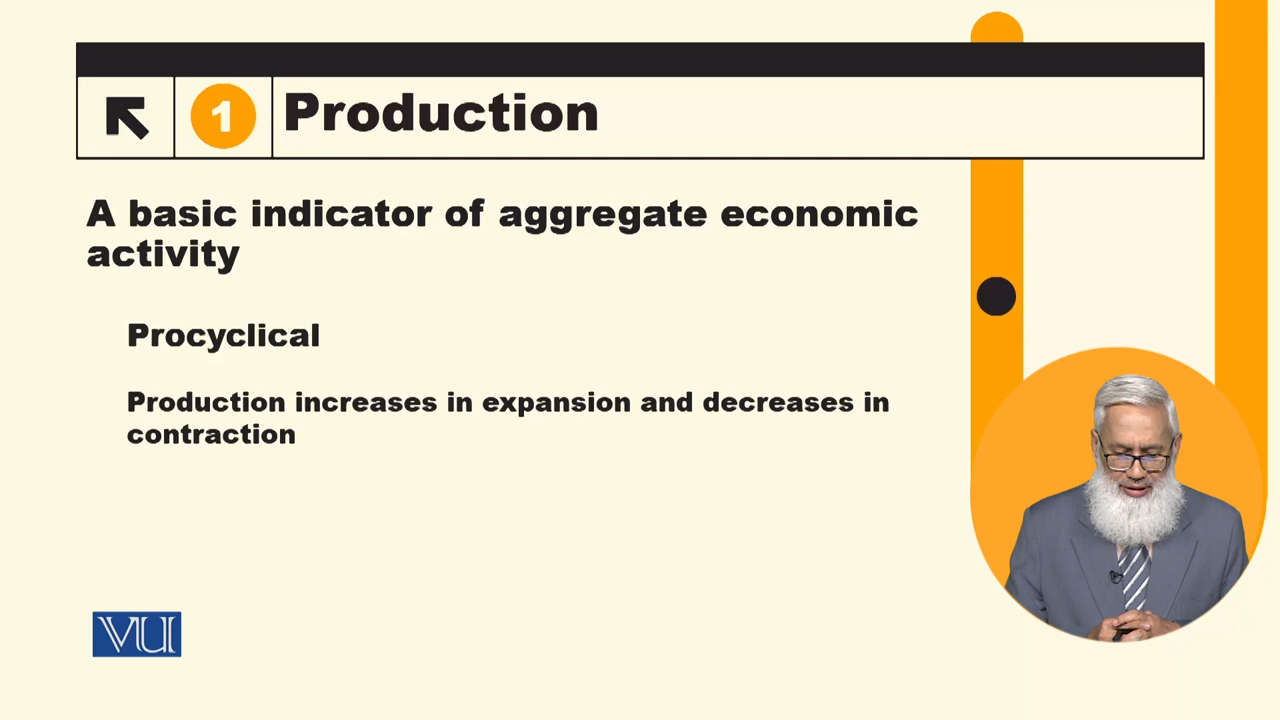 1 Production
A basic indicator of aggregate economic
activity
Procyclical
Production increases in expansion and decreases in
contraction
VU